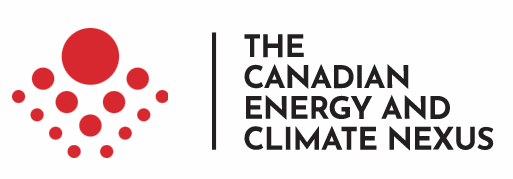 THE
CANADIAN
ENERGY AND
CLIMATE NEXUS